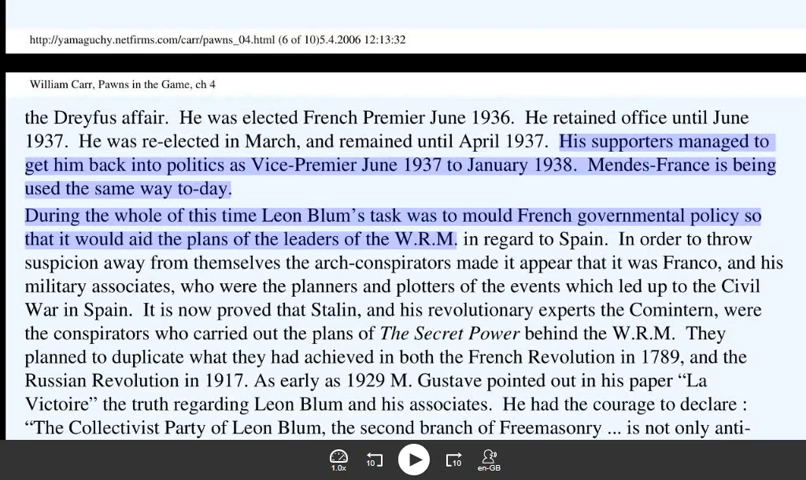 http://yamaguchy.netfirms.com/carr/pawns_04.html (6 of 10)5.4.2006 12:13:32
William Carr, Pawns in the Game, ch 4
the Dreyfus affair.  He was elected French Premier June 1936.  He retained office until June
1937.  He was re-elected in March, and remained until April 1937.  His supporters managed to
get him back into politics as Vice-Premier June 1937 to January 1938.  Mendes-France is being
used the same way to-day.
During the whole of this time Leon Blum's task was to mould French governmental policy so
that it would aid the plans of the leaders of the W.R.M. in regard to Spain.  In order to throw
suspicion away from themselves the arch-conspirators made it appear that it was Franco, and his
military associates, who were the planners and plotters of the events which led up to the Civil
War in Spain.  It is now proved that Stalin, and his revolutionary experts the Comintern, were
the conspirators who carried out the plans of The Secret Power behind the W.R.M.  They
planned to duplicate what they had achieved in both the French Revolution in 1789, and the
Russian Revolution in 1917. As early as 1929 M. Gustave pointed out in his paper “La
Victoire” the truth regarding Leon Blum and his associates.  He had the courage to declare :
“The Collectivist Party of Leon Blum, the second branch of Freemasonry ... is not only anti-
1.0x
10
10
en-GB